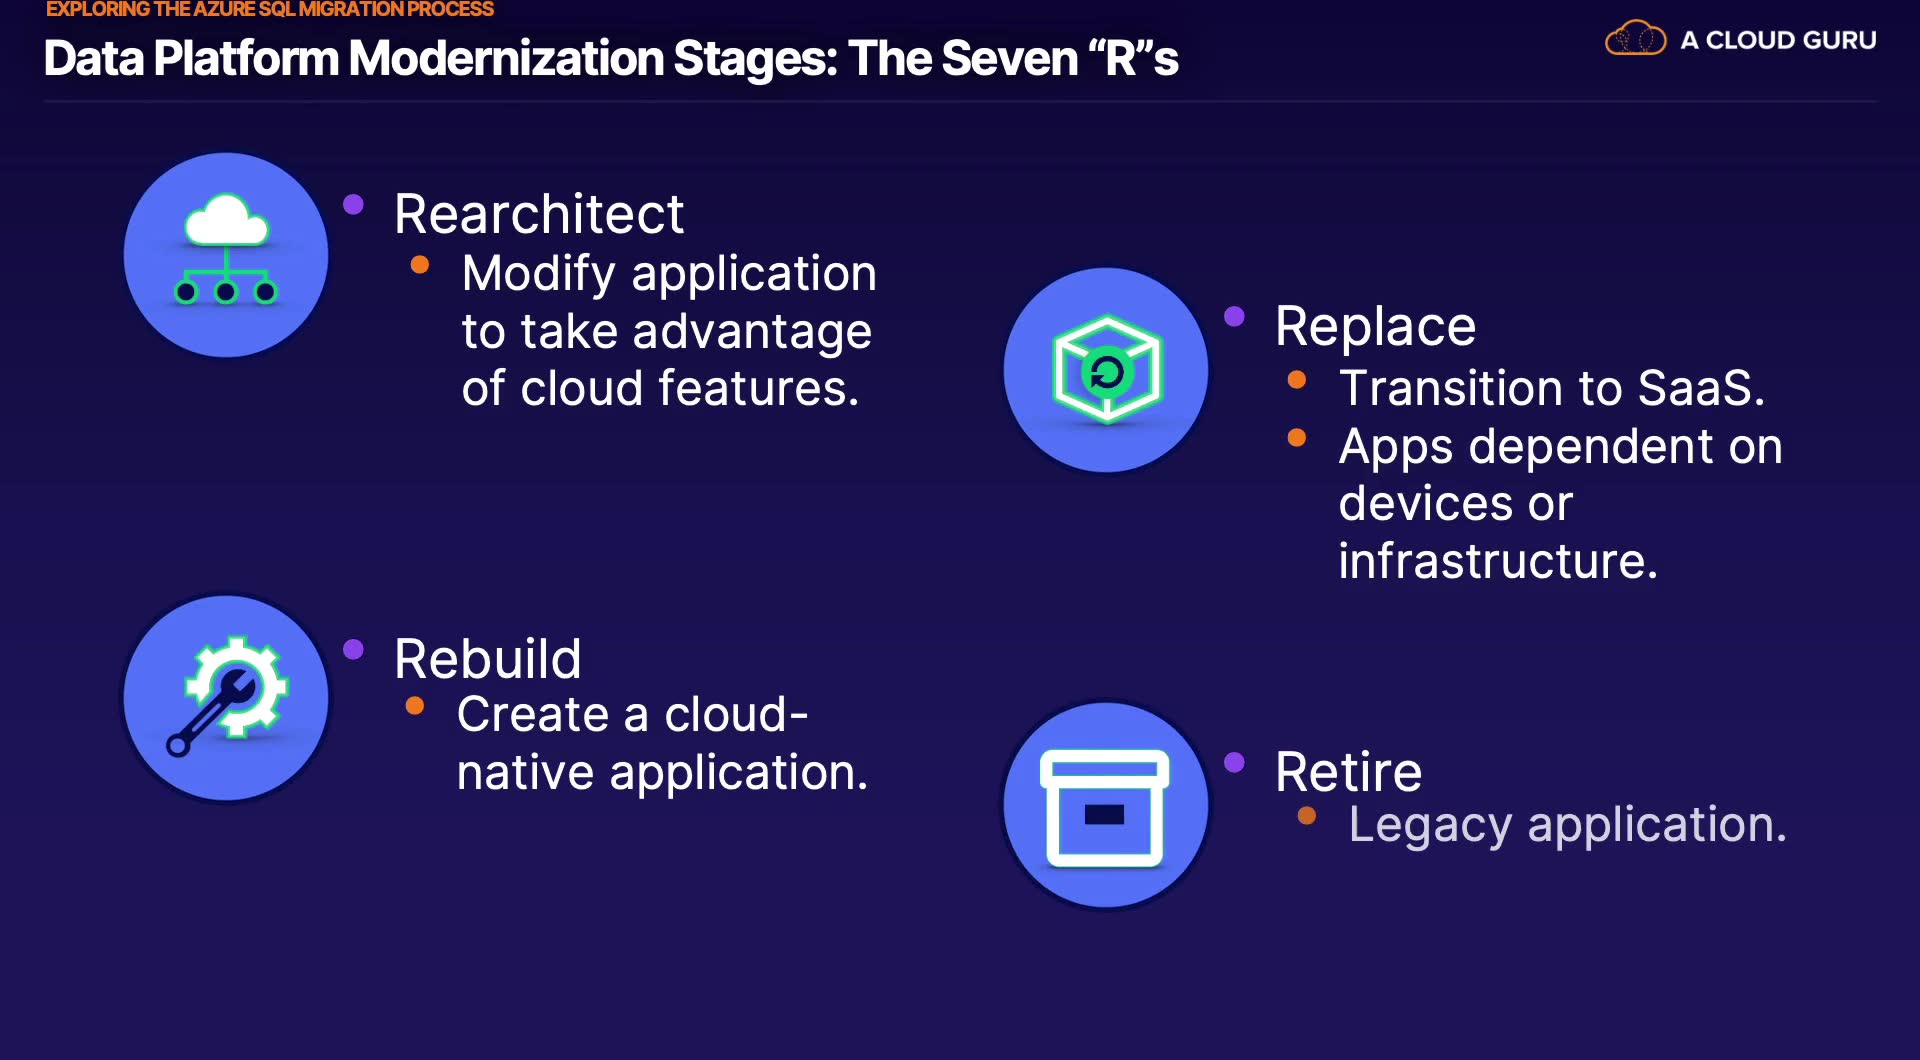 EXPLORING THE AZURE SQL MIGRATION PROCESS
Data Platform Modernization Stages: The Seven “R”s
A CLOUD GURU
Rearchitect
Modify application
to take advantage
of cloud features.
Rebuild
Create a cloud-
native application.
Replace
Transition to SaaS.
Apps dependent on
devices or
infrastructure.
Retire
Legacy application.